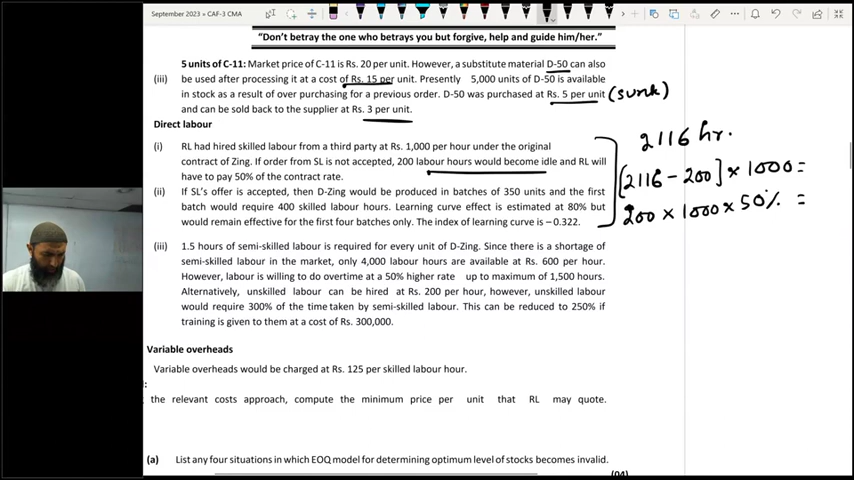 September 2023 » CAF-3 CMA
“Don’t betray the one who betrays you but forgive, help and guide him/her.”
5 units of C-11: Market price of C-11 is Rs. 20 per unit. However, a substitute material D-50 can also
(iii) be used after processing it at a cost of Rs. 15 per unit. Presently 5,000 units of D-50 is available
in stock as a result of over purchasing for a previous order. D-50 was purchased at Rs. 5 per unit (sunk)
and can be sold back to the supplier at Rs. 3 per unit.
Direct labour
2116 hr.
(i) RL had hired skilled labour from a third party at Rs. 1,000 per hour under the original
contract of Zing. If order from SL is not accepted, 200 labour hours would become idle and RL will
have to pay 50% of the contract rate.
[2116 - 200] × 1000 =
(ii) If SL’s offer is accepted, then D-Zing would be produced in batches of 350 units and the first
batch would require 400 skilled labour hours. Learning curve effect is estimated at 80% but
would remain effective for the first four batches only. The index of learning curve is – 0.322.
200 × 1000 × 50% =
(iii) 1.5 hours of semi-skilled labour is required for every unit of D-Zing. Since there is a shortage of
semi-skilled labour in the market, only 4,000 labour hours are available at Rs. 600 per hour.
However, labour is willing to do overtime at a 50% higher rate up to maximum of 1,500 hours.
Alternatively, unskilled labour can be hired at Rs. 200 per hour, however, unskilled labour
would require 300% of the time taken by semi-skilled labour. This can be reduced to 250% if
training is given to them at a cost of Rs. 300,000.
Variable overheads
Variable overheads would be charged at Rs. 125 per skilled labour hour.
:
the relevant costs approach, compute the minimum price per unit that RL may quote.
(a) List any four situations in which EOQ model for determining optimum level of stocks becomes invalid.
(04)